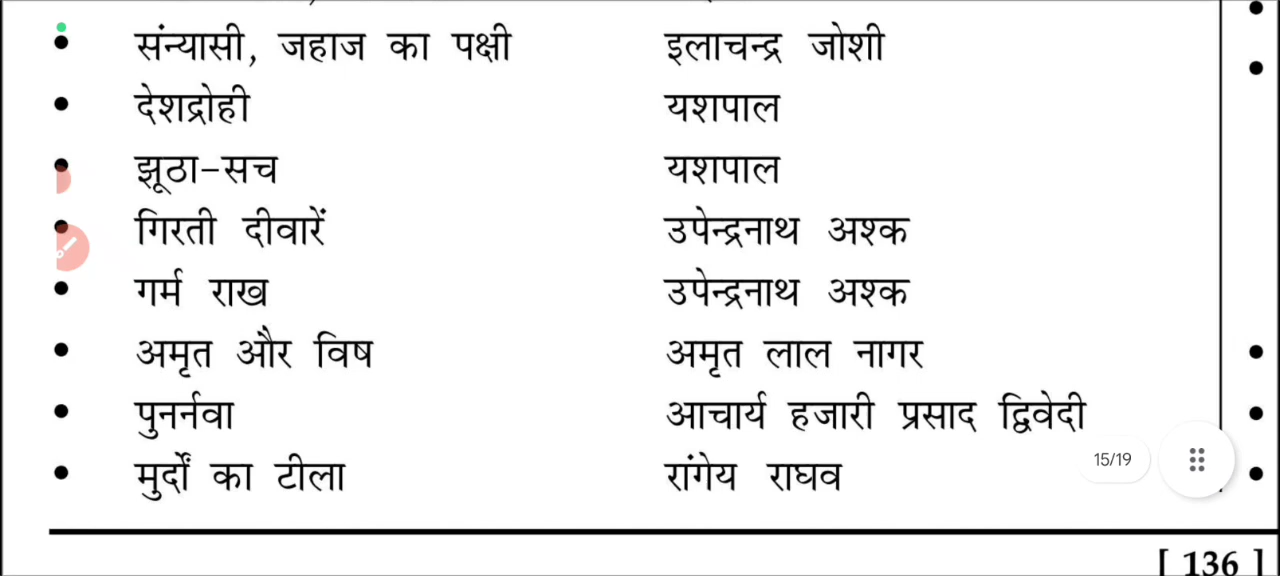 संन्यासी, जहाज का पक्षी इलाचन्द्र जोशी
देशद्रोही यशपाल
झूठा-सच यशपाल
गिरती दीवारें उपेन्द्रनाथ अश्क
गर्म राख उपेन्द्रनाथ अश्क
अमृत और विष अमृत लाल नागर
पुनर्नवा आचार्य हजारी प्रसाद द्विवेदी
मुर्दों का टीला रांगेय राघव
15/19
[ 136 ]